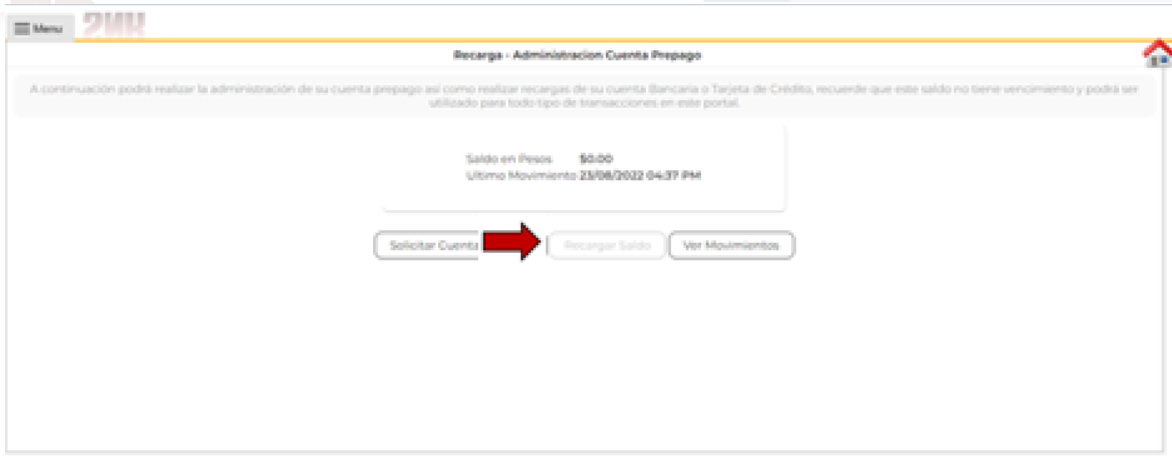 Menu
Recarga - Administracion Cuenta Prepago
A continuación podrá realizar la administración de su cuenta prepago así como realizar recargas de su cuenta Bancaria o Tarjeta de Crédito, recuerde que este saldo no tiene vencimiento y podrá ser
utilizado para todo tipo de transacciones en este portal.
Saldo en Pesos $0.00
Ultimo Movimiento 23/08/2022 04:37 PM
Solicitar Cuenta Recargar Saldo Ver Movimientos